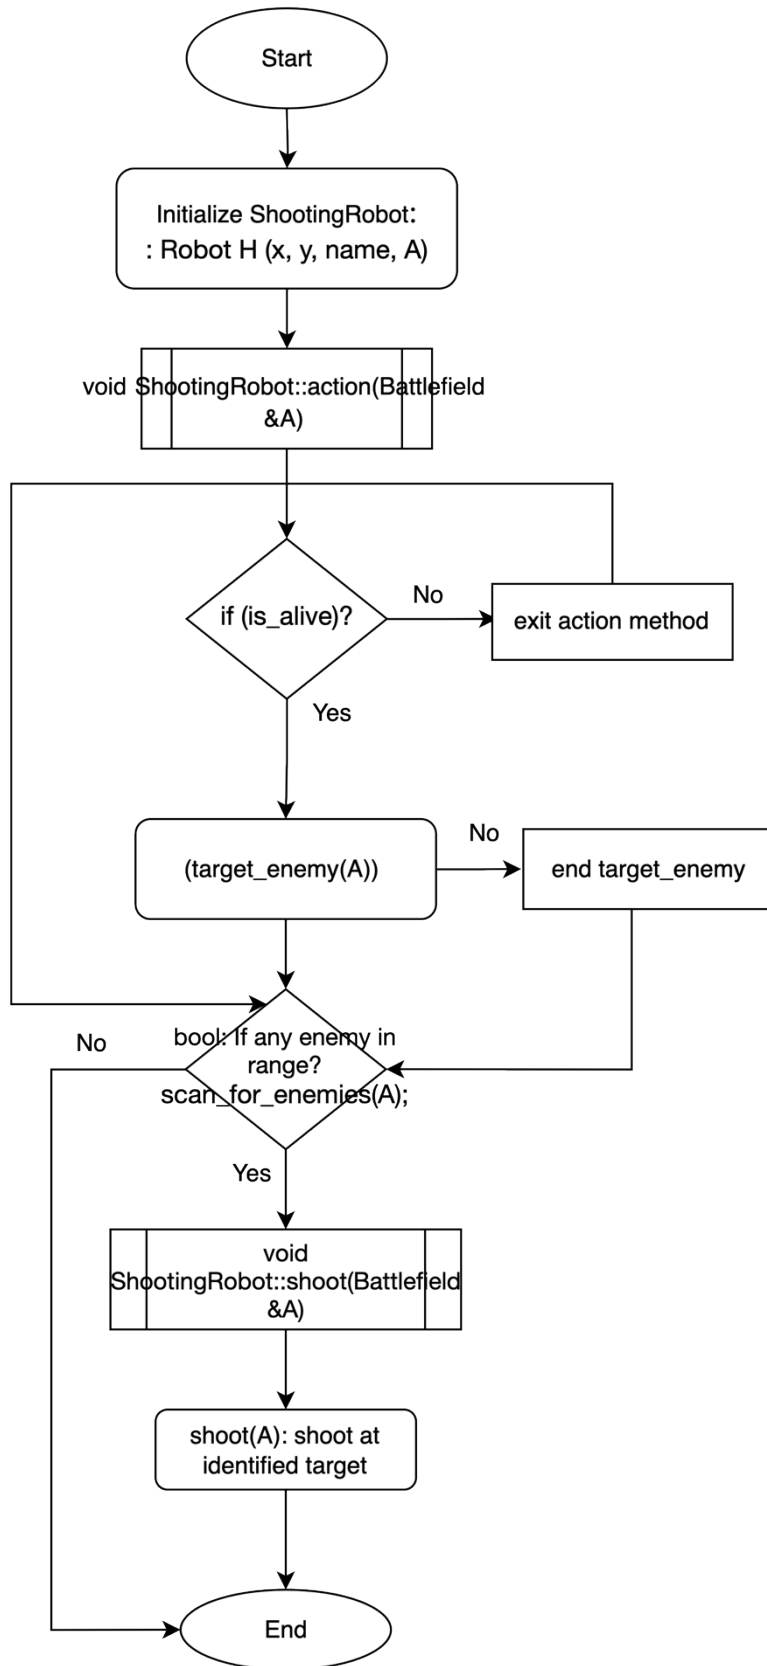 Start
Initialize ShootingRobot:
: Robot H (x, y, name, A)
void ShootingRobot::action(Battlefield
&A)
if (is_alive)?
No
exit action method
Yes
(target_enemy(A))
No
end target_enemy
bool: If any enemy in
range?
scan_for_enemies(A);
No
Yes
void
ShootingRobot::shoot(Battlefield
&A)
shoot(A): shoot at
identified target
End